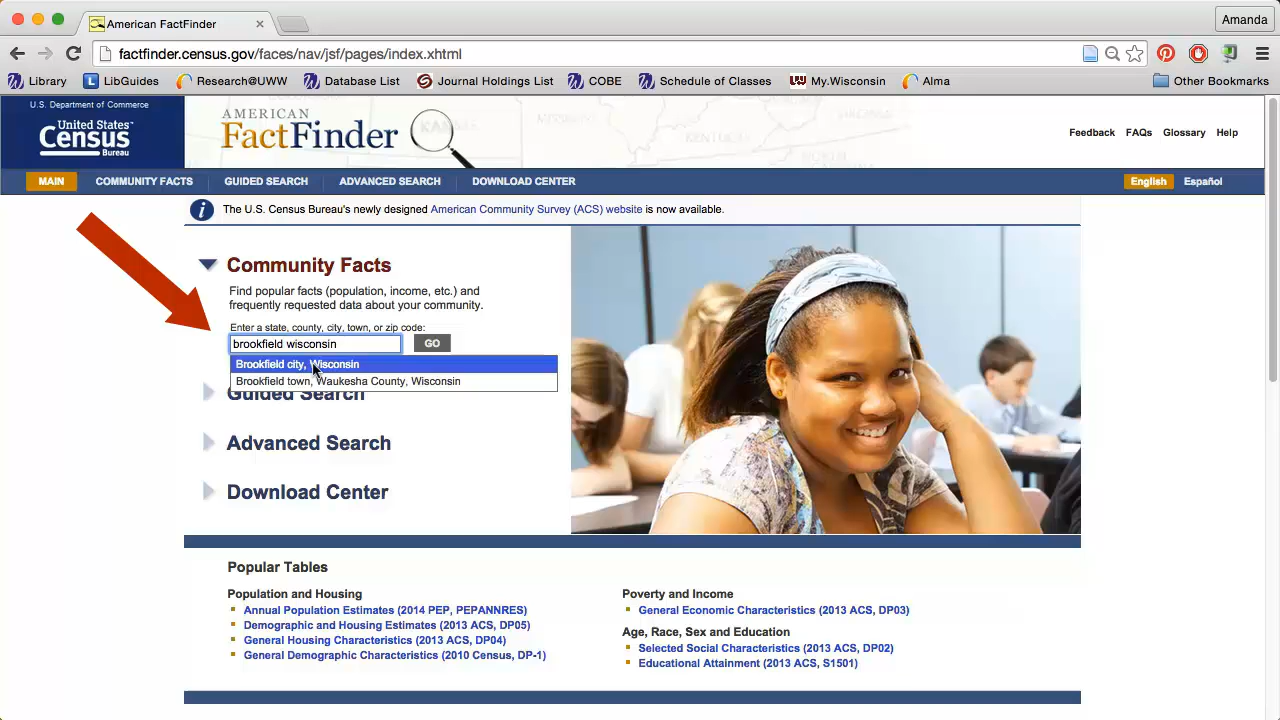 American FactFinder
Amanda
factfinder.census.gov/faces/nav/jsf/pages/index.xhtml
Library
LibGuides
Research@UWW
Database List
Journal Holdings List
COBE
Schedule of Classes
My.Wisconsin
Alma
Other Bookmarks
U.S. Department of Commerce
United States™
Census
Bureau
AMERICAN
FactFinder
KANSAS
KENTUCKY
VIRGINIA
Feedback FAQs Glossary Help
MAIN
COMMUNITY FACTS
GUIDED SEARCH
ADVANCED SEARCH
DOWNLOAD CENTER
English
Español
The U.S. Census Bureau's newly designed American Community Survey (ACS) website is now available.
Community Facts
Find popular facts (population, income, etc.) and
frequently requested data about your community.
Enter a state, county, city, town, or zip code:
brookfield wisconsin
GO
Brookfield city, Wisconsin
Brookfield town, Waukesha County, Wisconsin
Guided Search
Advanced Search
Download Center
Popular Tables
Population and Housing
Annual Population Estimates (2014 PEP, PEPANNRES)
Demographic and Housing Estimates (2013 ACS, DP05)
General Housing Characteristics (2013 ACS, DP04)
General Demographic Characteristics (2010 Census, DP-1)
Poverty and Income
General Economic Characteristics (2013 ACS, DP03)
Age, Race, Sex and Education
Selected Social Characteristics (2013 ACS, DP02)
Educational Attainment (2013 ACS, S1501)